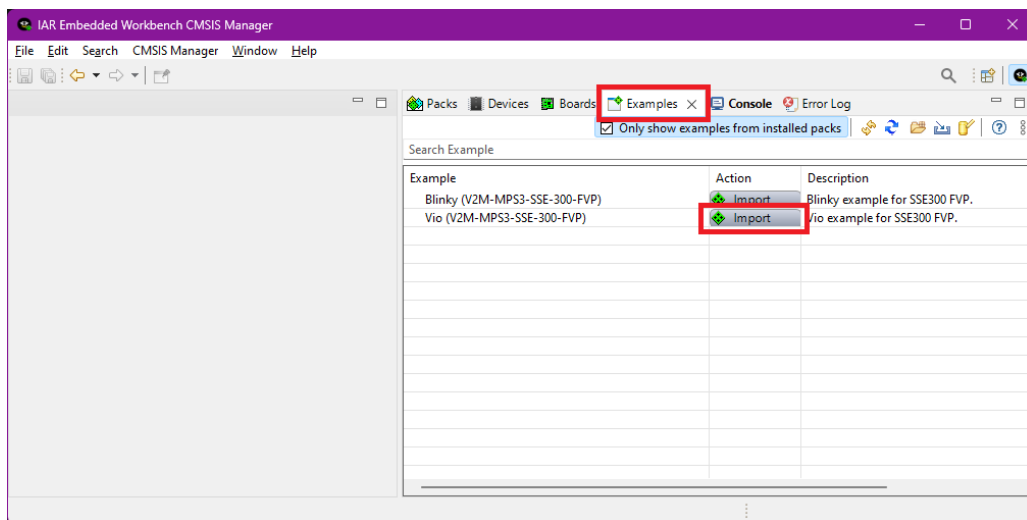 IAR Embedded Workbench CMSIS Manager
File Edit Search CMSIS Manager Window Help
Packs Devices Boards Examples Console Error Log
Only show examples from installed packs
Search Example
Example Action Description
Blinky (V2M-MPS3-SSE-300-FVP) Import Blinky example for SSE300 FVP.
Vio (V2M-MPS3-SSE-300-FVP) Import Vio example for SSE300 FVP.